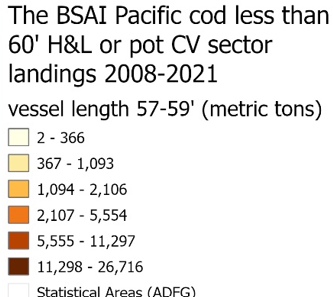 The BSAI Pacific cod less than
60' H&L or pot CV sector
landings 2008-2021
vessel length 57-59' (metric tons)
2 - 366
367 - 1,093
1,094 - 2,106
2,107 - 5,554
5,555 - 11,297
11,298 - 26,716
Statistical Areas (ADFG)